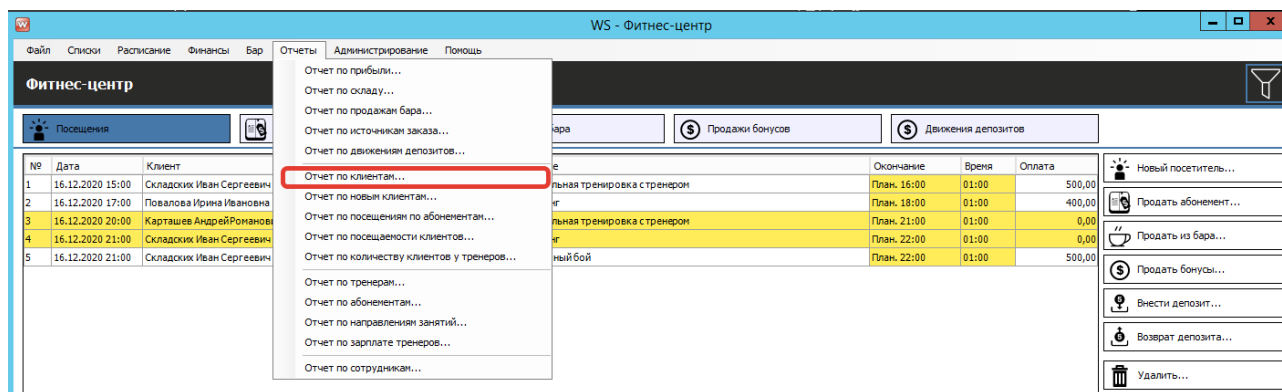 WS - Фитнес-центр
Файл Списки Расписание Финансы Бар Отчеты Администрирование Помощь
Фитнес-центр
Посещения
бара
Продажи бонусов
Движения депозитов
Отчет по прибыли...
Отчет по складу...
Отчет по продажам бара...
Отчет по источникам заказа...
Отчет по движениям депозитов...
Отчет по клиентам...
Отчет по новым клиентам...
Отчет по посещениям по абонементам...
Отчет по посещаемости клиентов...
Отчет по количеству клиентов у тренеров...
Отчет по тренерам...
Отчет по абонементам...
Отчет по направлениям занятий...
Отчет по зарплате тренеров...
Отчет по сотрудникам...
№ Дата Клиент е Окончание Время Оплата
1 16.12.2020 15:00 Складских Иван Сергеевич льная тренировка с тренером План. 16:00 01:00 500,00
2 16.12.2020 17:00 Повалова Ирина Ивановна нг План. 18:00 01:00 400,00
3 16.12.2020 20:00 Карташев Андрей Романови льная тренировка с тренером План. 21:00 01:00 0,00
4 16.12.2020 21:00 Складских Иван Сергеевич нг План. 22:00 01:00 0,00
5 16.12.2020 21:00 Складских Иван Сергеевич ный бой План. 22:00 01:00 500,00
Новый посетитель...
Продать абонемент...
Продать из бара...
Продать бонусы...
Внести депозит...
Возврат депозита...
Удалить...